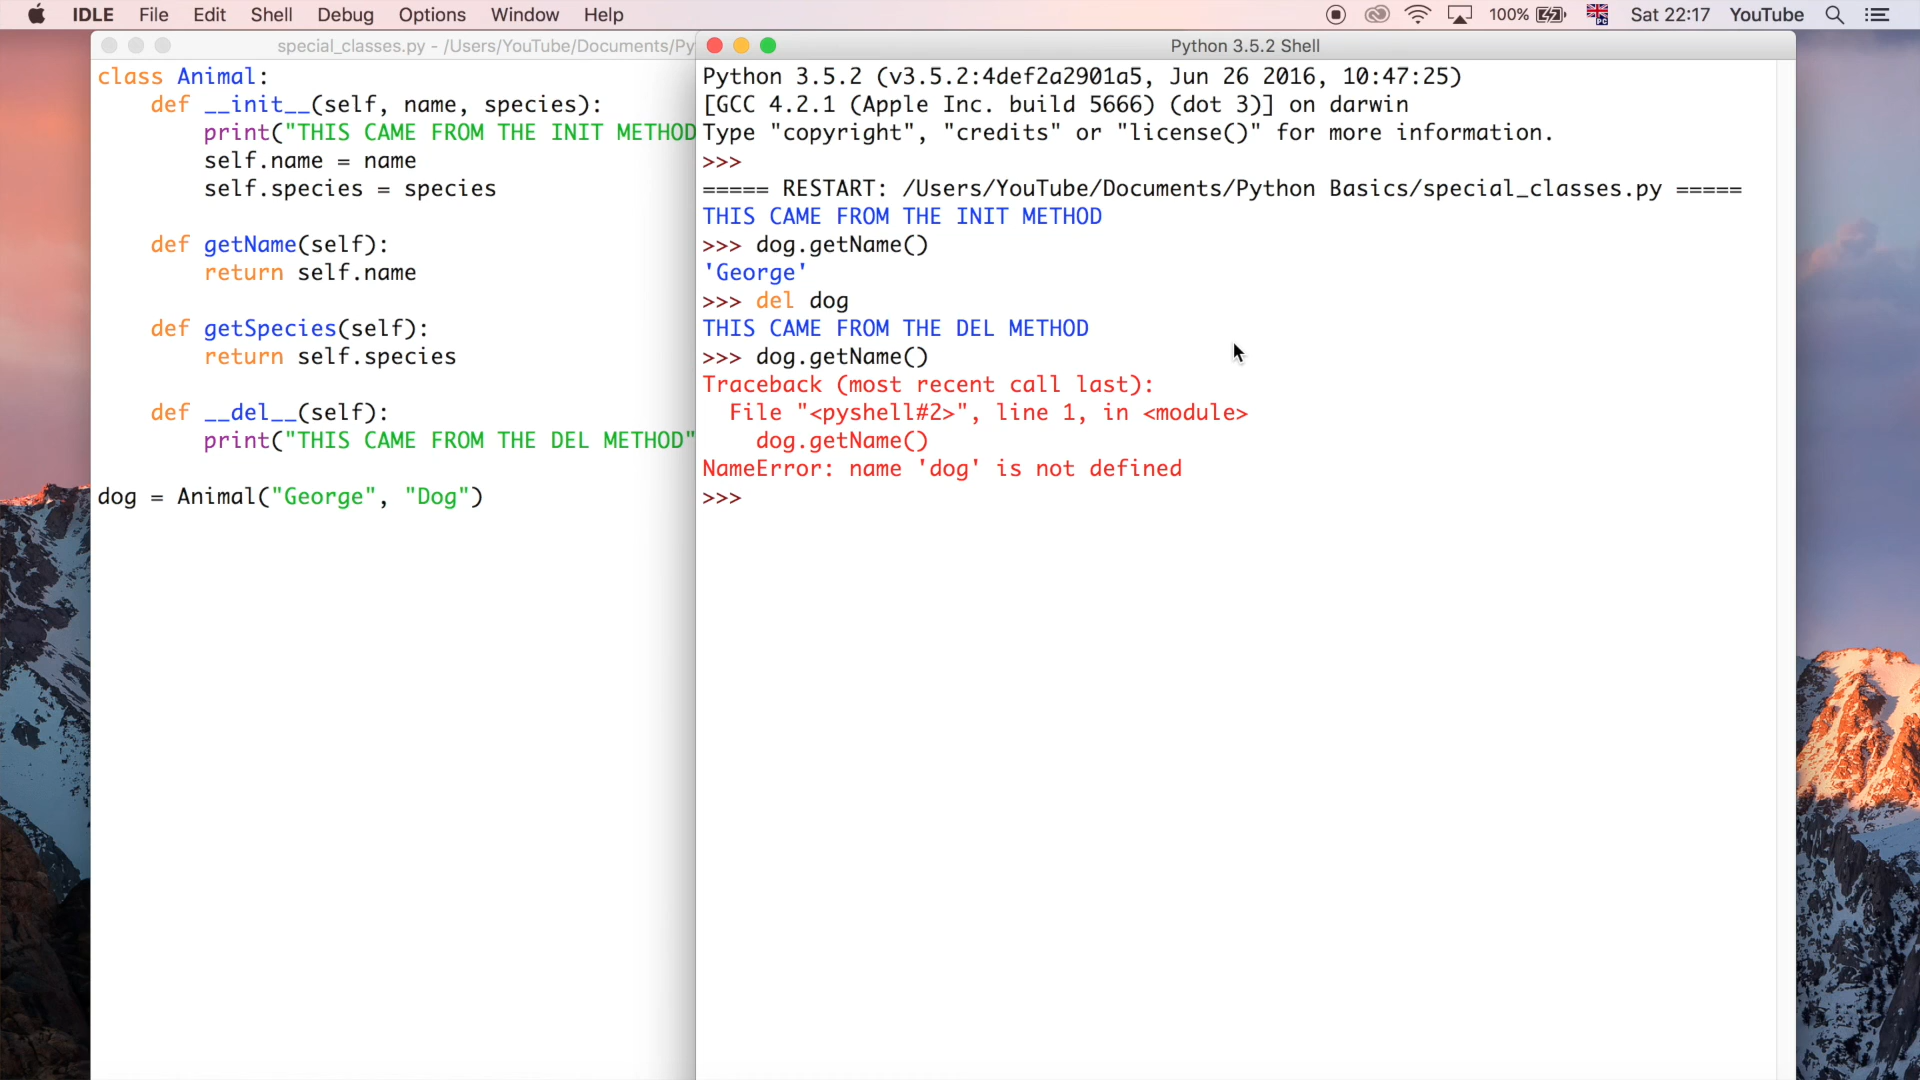 IDLE File Edit Shell Debug Options Window Help 100% Sat 22:17 YouTube
special_classes.py - /Users/YouTube/Documents/Py
class Animal:
    def __init__(self, name, species):
        print("THIS CAME FROM THE INIT METHOD
        self.name = name
        self.species = species
    def getName(self):
        return self.name
    def getSpecies(self):
        return self.species
    def __del__(self):
        print("THIS CAME FROM THE DEL METHOD"
dog = Animal("George", "Dog")
Python 3.5.2 Shell
Python 3.5.2 (v3.5.2:4def2a2901a5, Jun 26 2016, 10:47:25)
[GCC 4.2.1 (Apple Inc. build 5666) (dot 3)] on darwin
Type "copyright", "credits" or "license()" for more information.
>>>
===== RESTART: /Users/YouTube/Documents/Python Basics/special_classes.py =====
THIS CAME FROM THE INIT METHOD
>>> dog.getName()
'George'
>>> del dog
THIS CAME FROM THE DEL METHOD
>>> dog.getName()
Traceback (most recent call last):
  File "<pyshell#2>", line 1, in <module>
    dog.getName()
NameError: name 'dog' is not defined
>>>